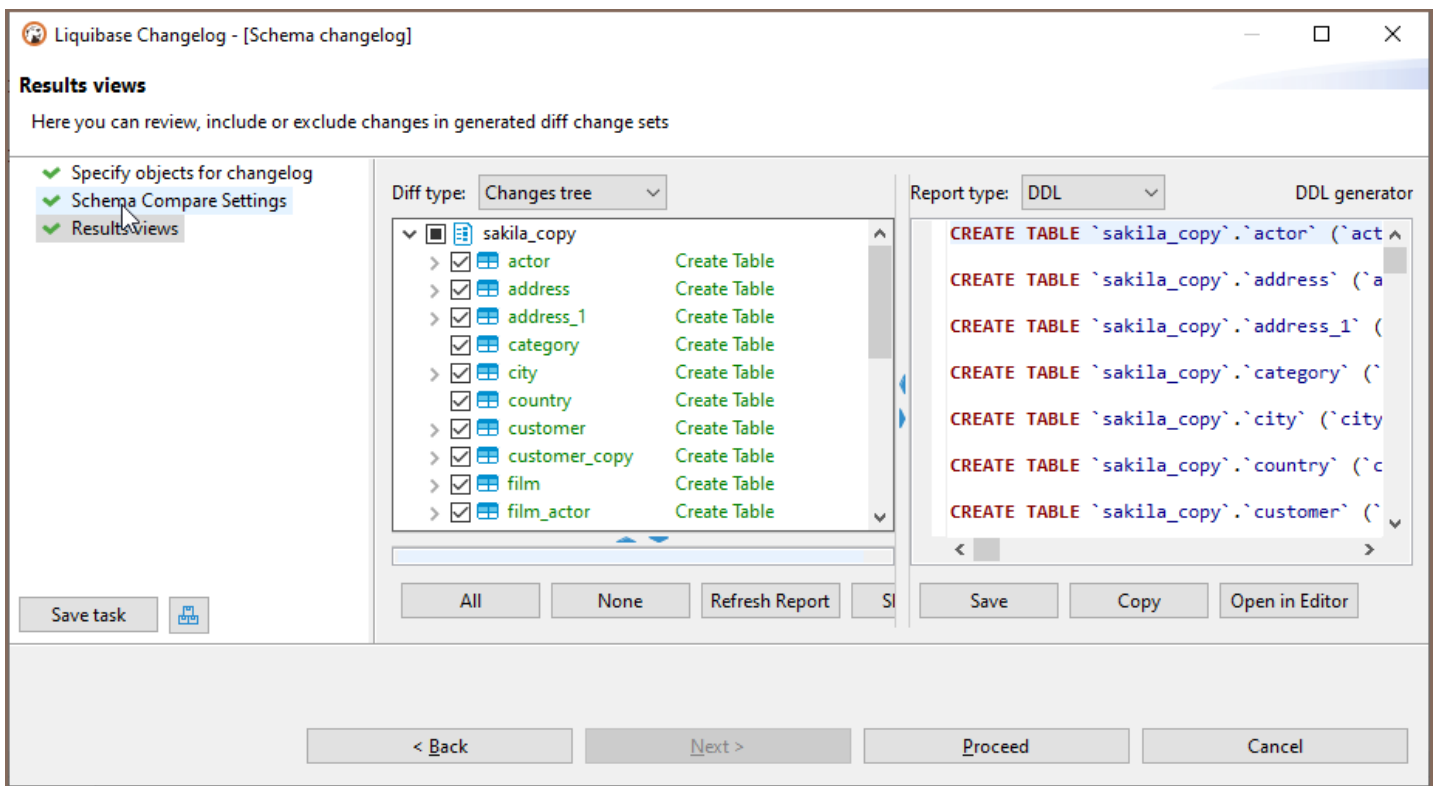 Liquibase Changelog - [Schema changelog]
Results views
Here you can review, include or exclude changes in generated diff change sets
Specify objects for changelog
Schema Compare Settings
Results views
Save task
Diff type: Changes tree
sakila_copy
actor Create Table
address Create Table
address_1 Create Table
category Create Table
city Create Table
country Create Table
customer Create Table
customer_copy Create Table
film Create Table
film_actor Create Table
All None Refresh Report
Report type: DDL DDL generator
CREATE TABLE `sakila_copy`.`actor` (`act
CREATE TABLE `sakila_copy`.`address` (`a
CREATE TABLE `sakila_copy`.`address_1` (
CREATE TABLE `sakila_copy`.`category` (`
CREATE TABLE `sakila_copy`.`city` (`city
CREATE TABLE `sakila_copy`.`country` (`c
CREATE TABLE `sakila_copy`.`customer` (`
Save Copy Open in Editor
< Back Next > Proceed Cancel